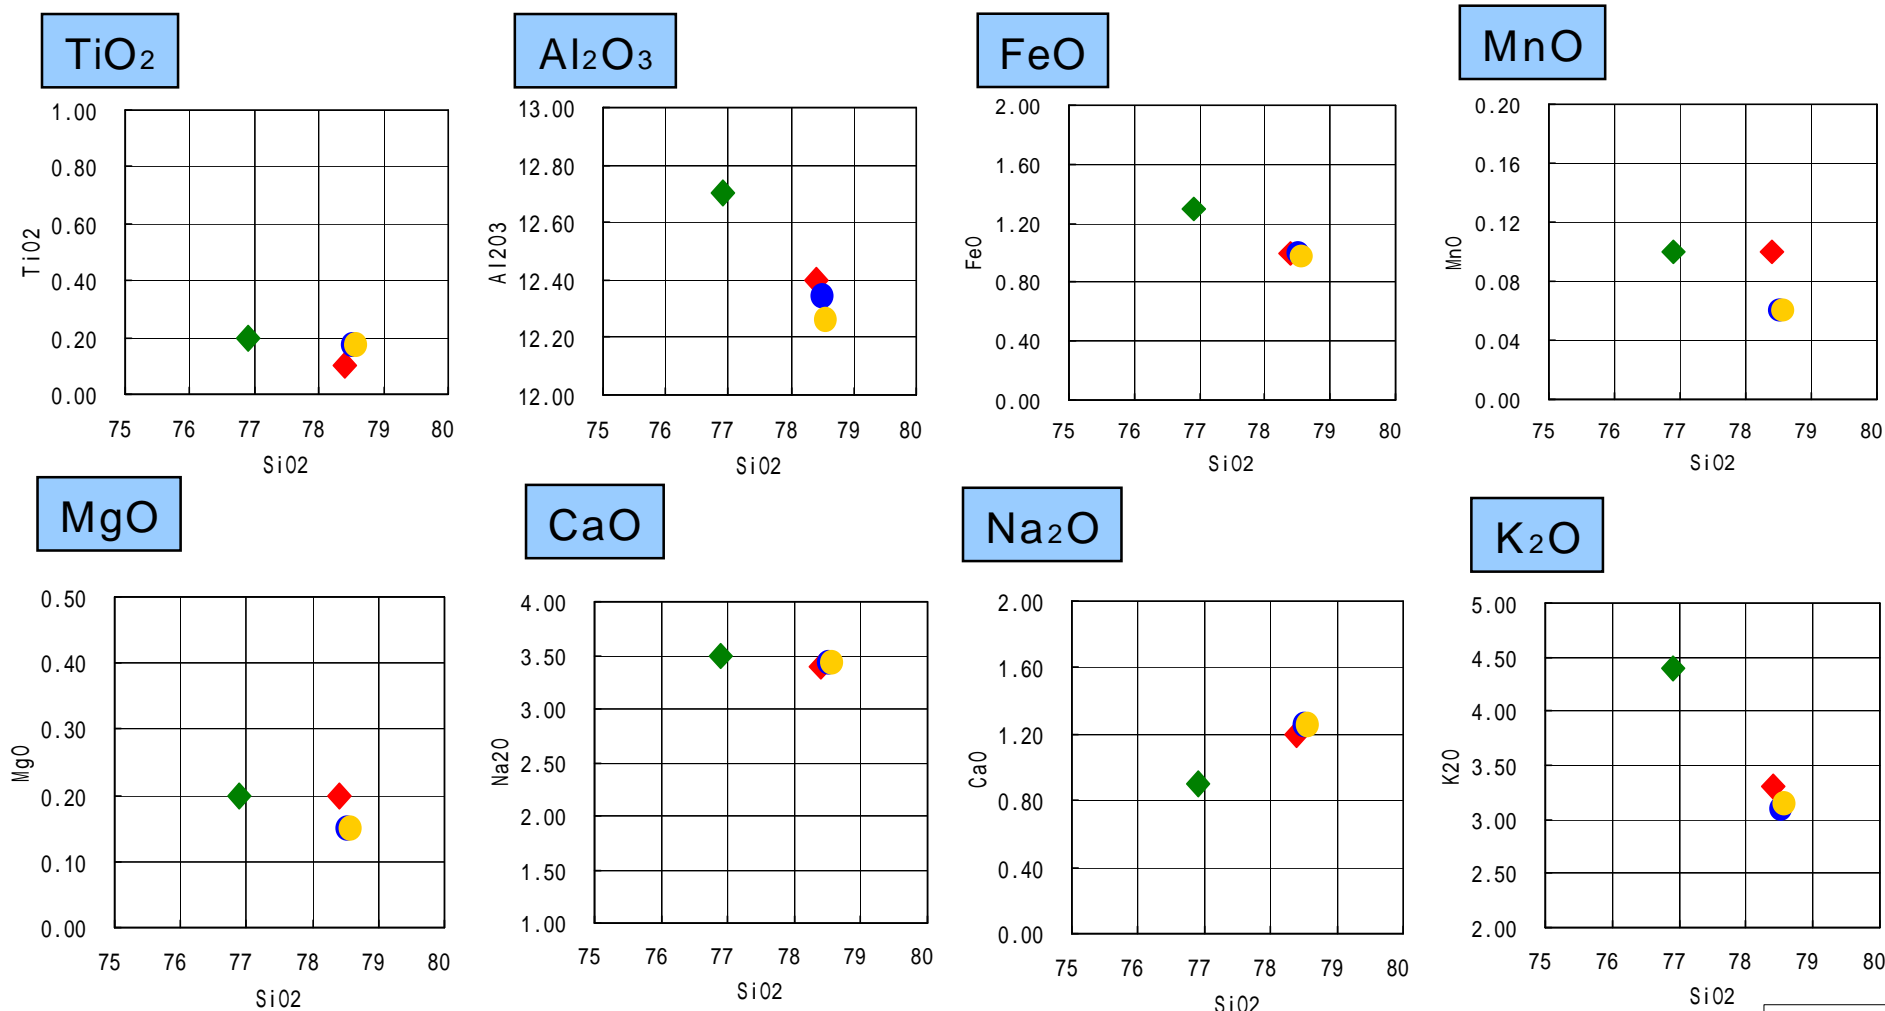 TiO2
1.00
0.80
0.60
0.40
0.20
0.00
TiO2
75 76 77 78 79 80
SiO2
Al2O3
13.00
12.80
12.60
12.40
12.20
12.00
Al2O3
75 76 77 78 79 80
SiO2
FeO
2.00
1.60
1.20
0.80
0.40
0.00
FeO
75 76 77 78 79 80
SiO2
MnO
0.20
0.16
0.12
0.08
0.04
0.00
MnO
75 76 77 78 79 80
SiO2
MgO
0.50
0.40
0.30
0.20
0.10
0.00
MgO
75 76 77 78 79 80
SiO2
CaO
4.00
3.50
3.00
2.50
2.00
1.50
1.00
Na2O
75 76 77 78 79 80
SiO2
Na2O
2.00
1.60
1.20
0.80
0.40
0.00
CaO
75 76 77 78 79 80
SiO2
K2O
5.00
4.50
4.00
3.50
3.00
2.50
2.00
K2O
75 76 77 78 79 80
SiO2